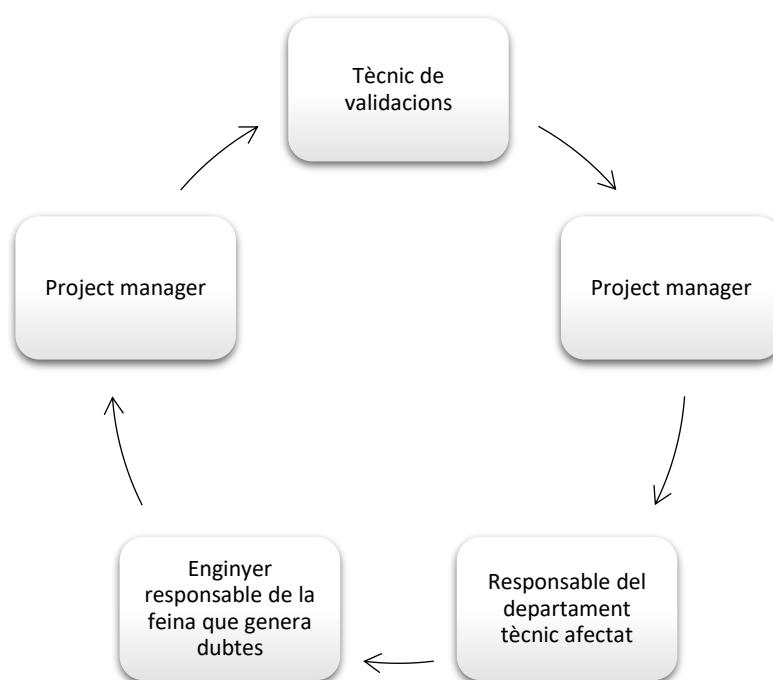 Tècnic de
validacions
Project manager
Project manager
Responsable del
departament
tècnic afectat
Enginyer
responsable de la
feina que genera
dubtes